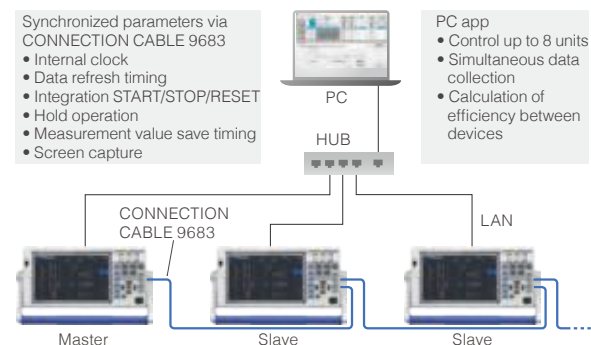 Synchronized parameters via
CONNECTION CABLE 9683
• Internal clock
• Data refresh timing
• Integration START/STOP/RESET
• Hold operation
• Measurement value save timing
• Screen capture
PC
PC app
• Control up to 8 units
• Simultaneous data
collection
• Calculation of
efficiency between
devices
HUB
CONNECTION
CABLE 9683
LAN
Master
Slave
Slave